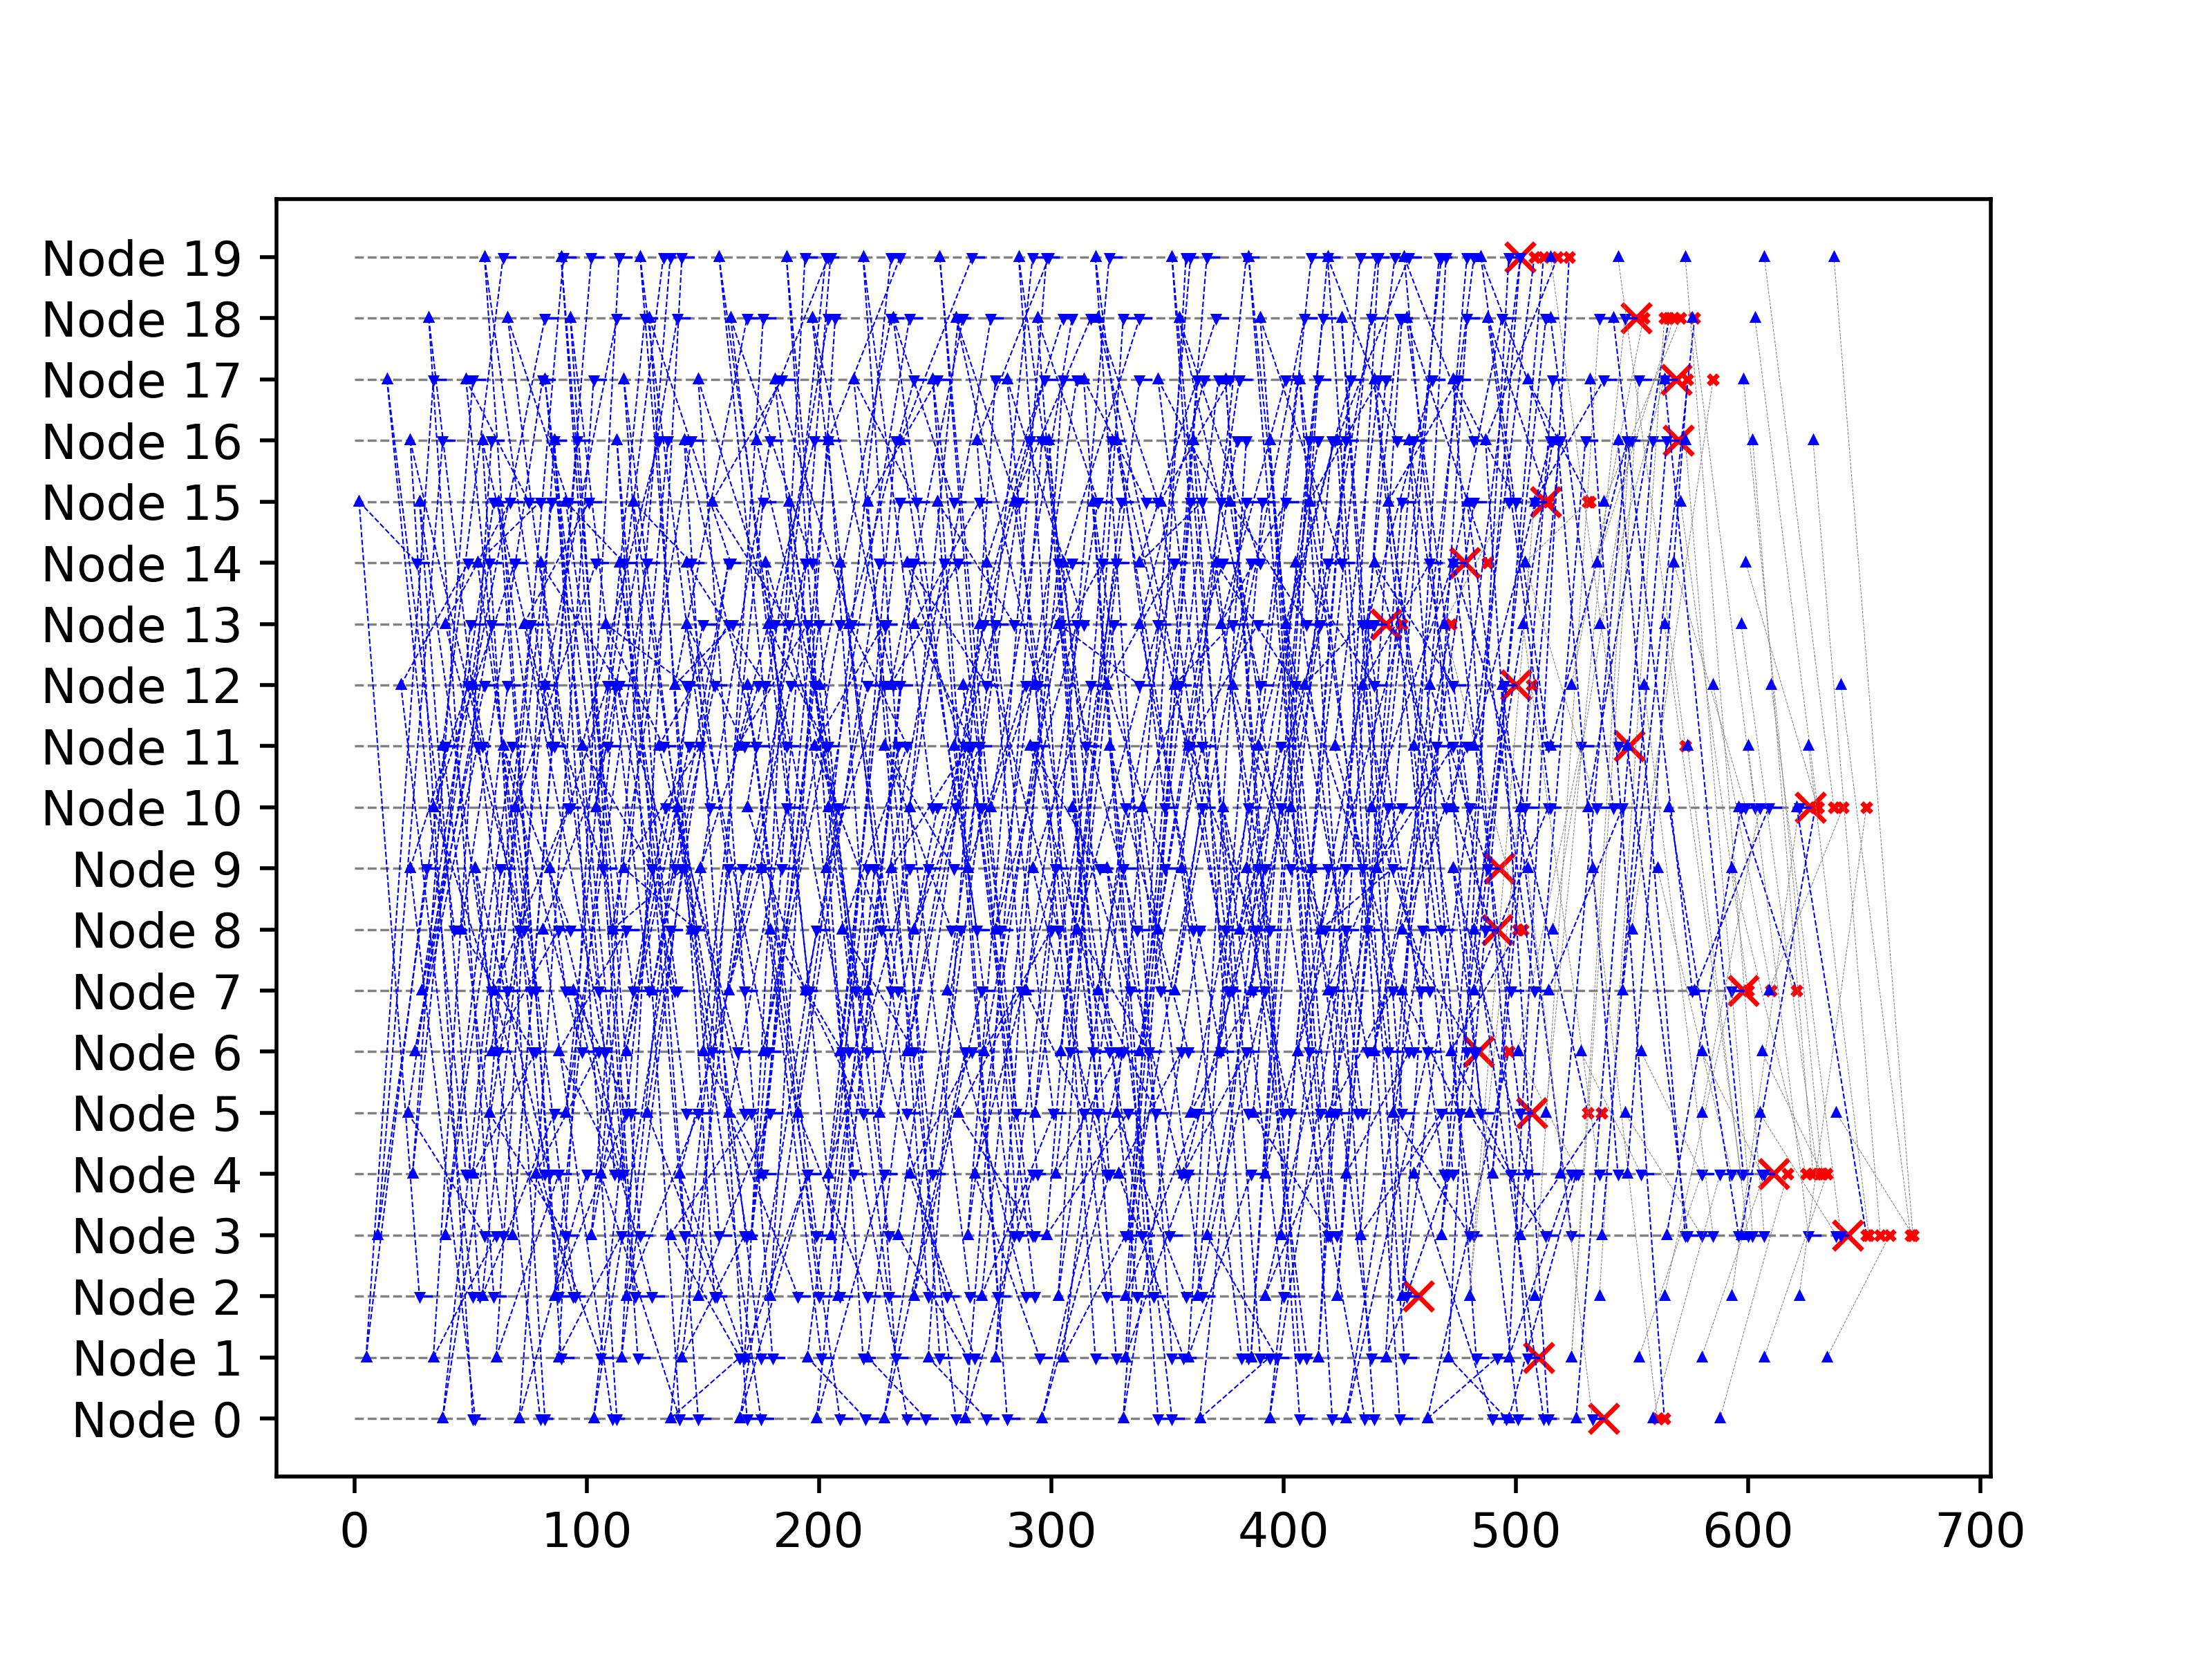 Node 19
Node 18
Node 17
Node 16
Node 15
Node 14
Node 13
Node 12
Node 11
Node 10
Node 9
Node 8
Node 7
Node 6
Node 5
Node 4
Node 3
Node 2
Node 1
Node 0
0 100 200 300 400 500 600 700